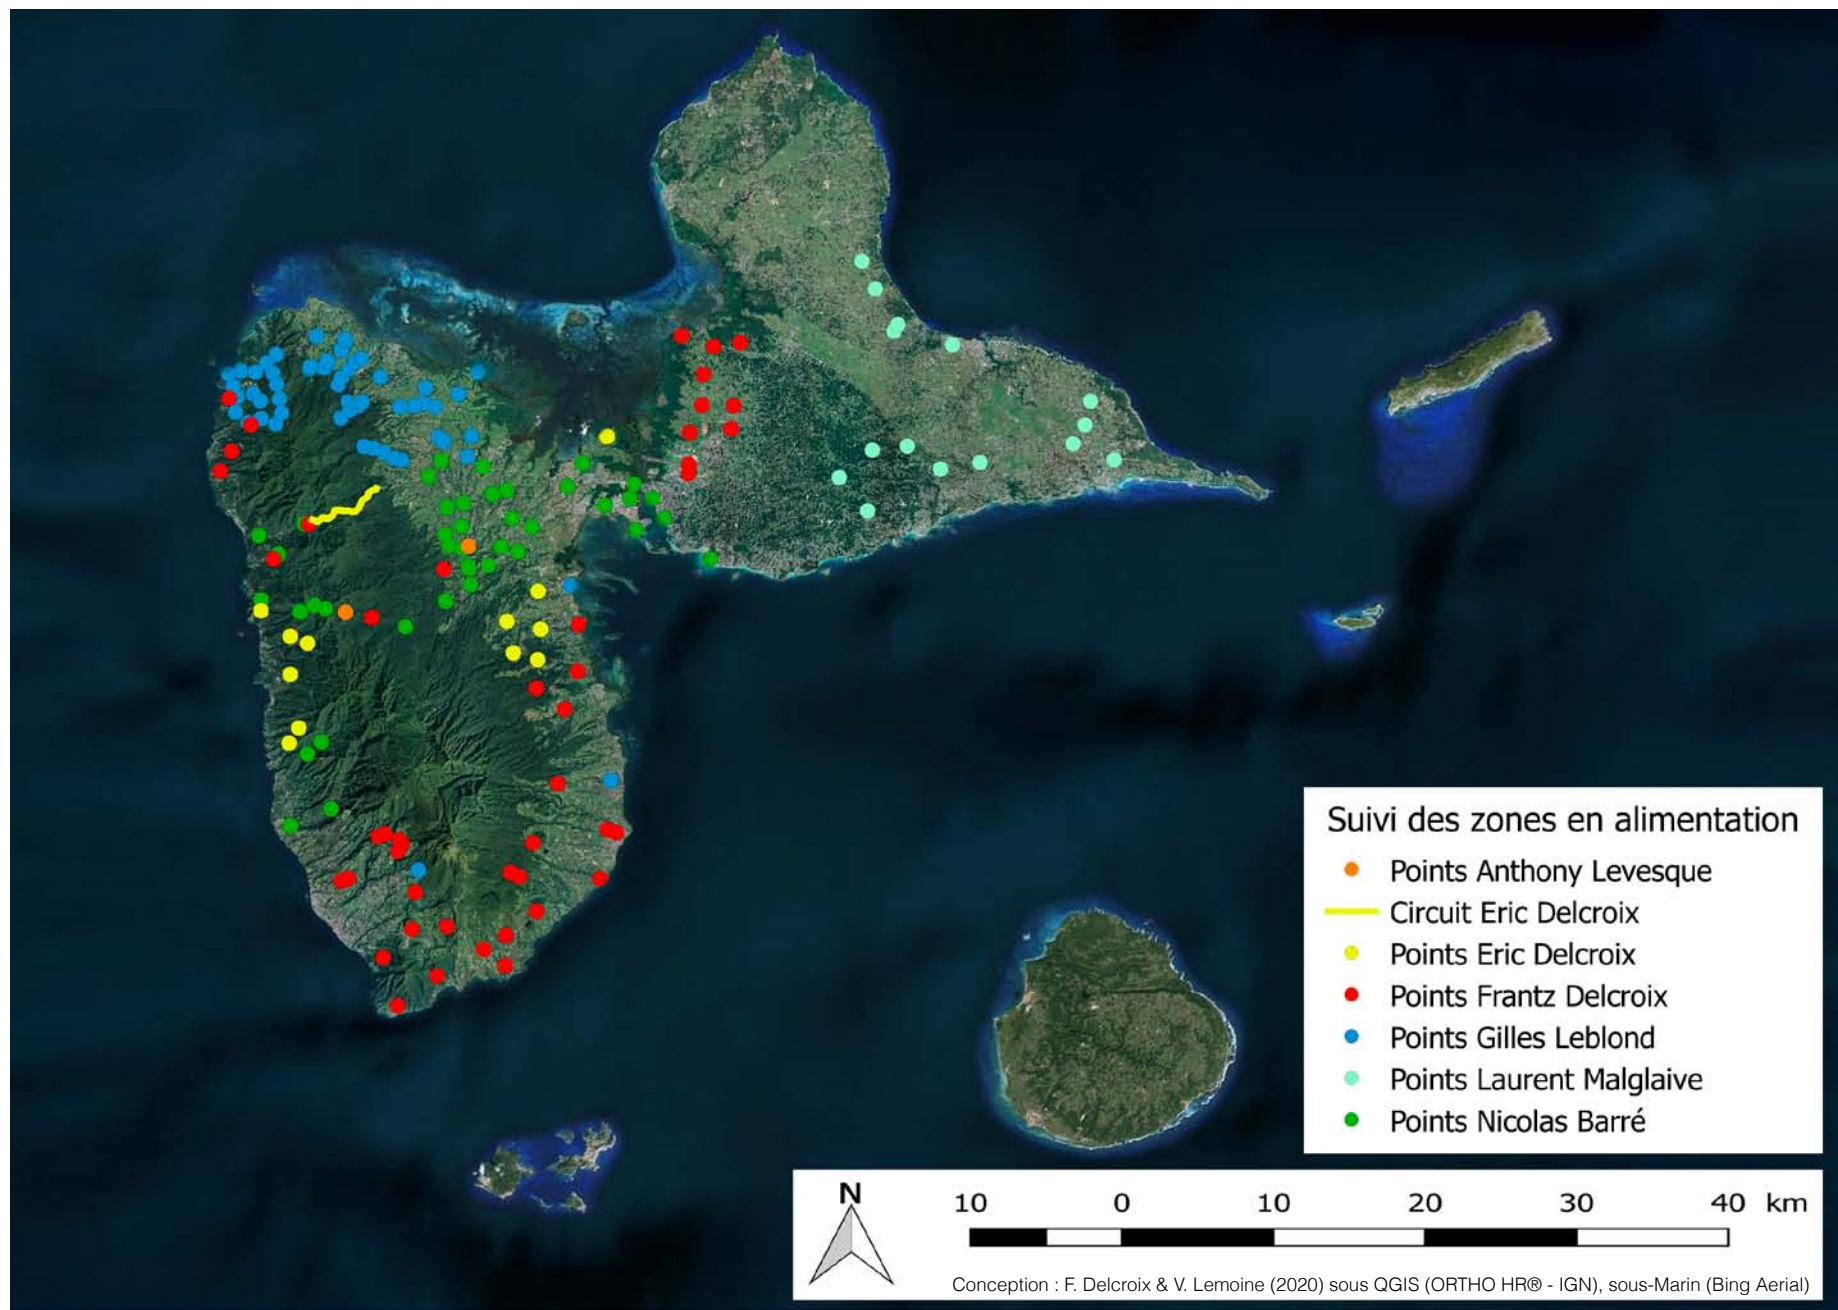 Suivi des zones en alimentation
Points Anthony Levesque
Circuit Eric Delcroix
Points Eric Delcroix
Points Frantz Delcroix
Points Gilles Leblond
Points Laurent Malglaive
Points Nicolas Barré
N
10 0 10 20 30 40 km
Conception : F. Delcroix & V. Lemoine (2020) sous QGIS (ORTHO HR® - IGN), sous-Marin (Bing Aerial)